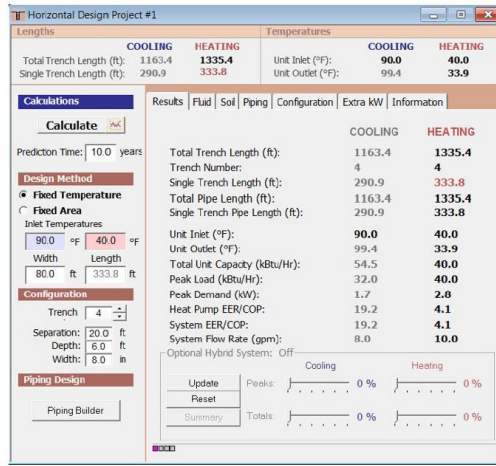 Horizontal Design Project #1
Lengths
COOLING HEATING
Total Trench Length (ft): 1163.4 1335.4
Single Trench Length (ft): 290.9 333.8
Temperatures
COOLING HEATING
Unit Inlet (°F): 90.0 40.0
Unit Outlet (°F): 99.4 33.9
Calculations
Calculate
Prediction Time: 10.0 years
Design Method
Fixed Temperature
Fixed Area
Inlet Temperatures
90.0 °F 40.0 °F
Width Length
80.0 ft 333.8 ft
Configuration
Trench 4
Separation: 20.0 ft
Depth: 6.0 ft
Width: 8.0 in
Piping Design
Piping Builder
Results Fluid Soil Piping Configuration Extra kW Information
COOLING HEATING
Total Trench Length (ft): 1163.4 1335.4
Trench Number: 4 4
Single Trench Length (ft): 290.9 333.8
Total Pipe Length (ft): 1163.4 1335.4
Single Trench Pipe Length (ft): 290.9 333.8
Unit Inlet (°F): 90.0 40.0
Unit Outlet (°F): 99.4 33.9
Total Unit Capacity (kBtu/Hr): 54.5 40.0
Peak Load (kBtu/Hr): 32.0 40.0
Peak Demand (kW): 1.7 2.8
Heat Pump EER/COP: 19.2 4.1
System EER/COP: 19.2 4.1
System Flow Rate (gpm): 8.0 10.0
Optional Hybrid System: Off
Cooling Heating
Update Peaks: 0 % 0 %
Reset
Summary Totals: 0 % 0 %